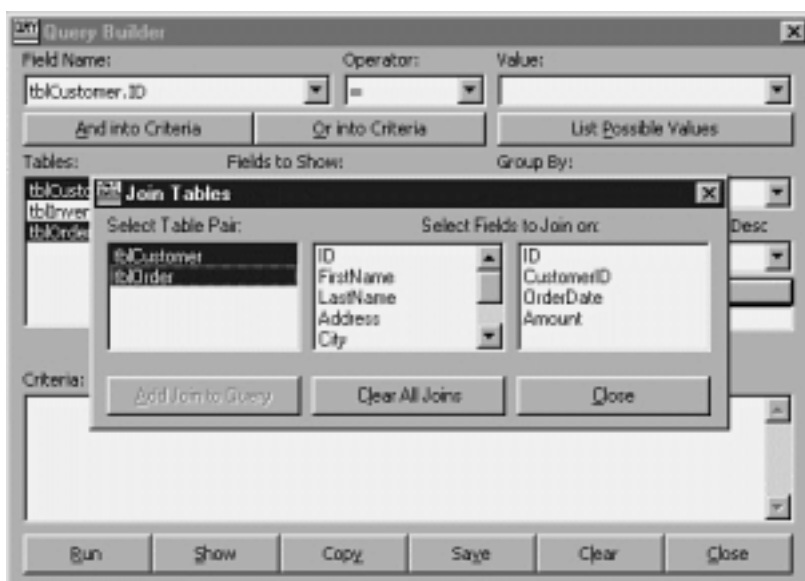 Query Builder
Field Name: Operator: Value:
tblCustomer.ID =
And into Criteria Or into Criteria List Possible Values
Tables: Fields to Show: Group By:
tblCusto
tblInver
tblOrde
Desc
Join Tables
Select Table Pair: Select Fields to Join on:
tblCustomer ID ID
tblOrder FirstName CustomerID
LastName OrderDate
Address Amount
City
Add Join to Query Clear All Joins Close
Criteria:
Run Show Copy Save Clear Close